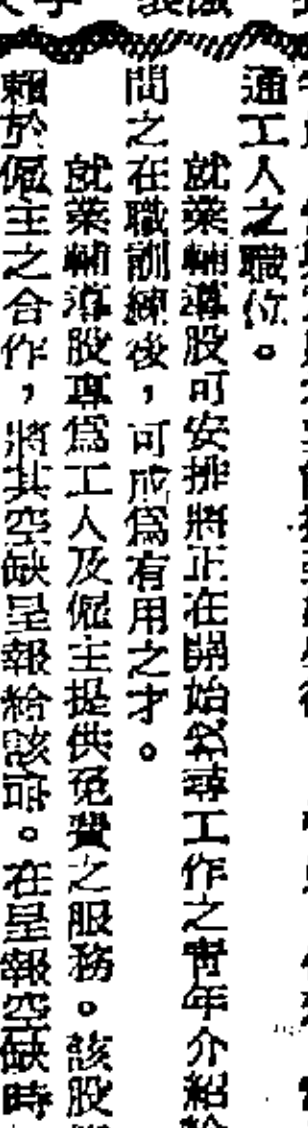 通工人之職位。
就業輔導股可安排將正在開始找尋工作之青年介紹給
間之在職訓練後，可成爲有用之才。
就業輔導股專爲工人及僱主提供免費之服務。該股
賴於僱主之合作，將其空缺呈報給該股。在呈報空缺時